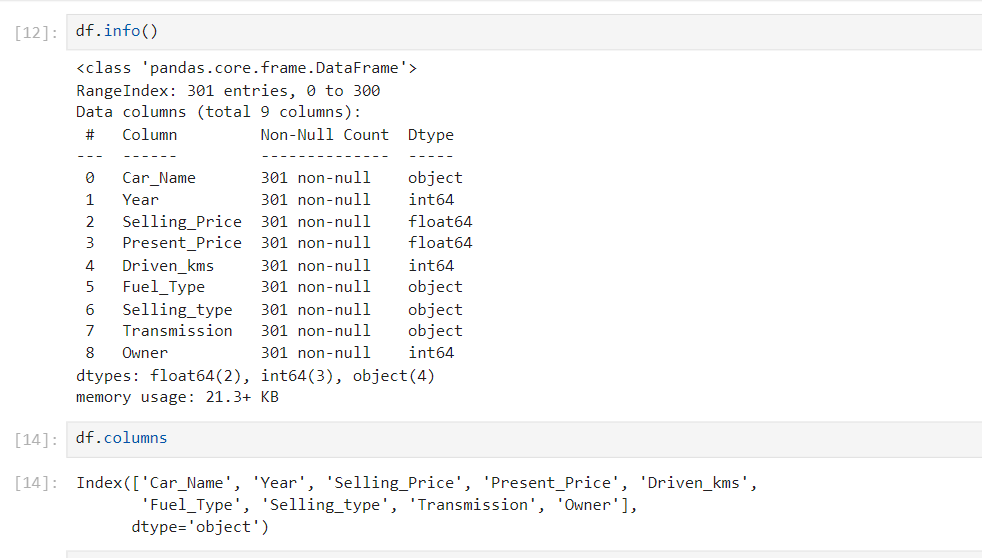 [12]: df.info()
<class 'pandas.core.frame.DataFrame'>
RangeIndex: 301 entries, 0 to 300
Data columns (total 9 columns):
 #   Column         Non-Null Count  Dtype
---  ------         --------------  -----
 0   Car_Name       301 non-null    object
 1   Year           301 non-null    int64
 2   Selling_Price  301 non-null    float64
 3   Present_Price  301 non-null    float64
 4   Driven_kms     301 non-null    int64
 5   Fuel_Type      301 non-null    object
 6   Selling_type   301 non-null    object
 7   Transmission   301 non-null    object
 8   Owner          301 non-null    int64
dtypes: float64(2), int64(3), object(4)
memory usage: 21.3+ KB
[14]: df.columns
[14]: Index(['Car_Name', 'Year', 'Selling_Price', 'Present_Price', 'Driven_kms',
       'Fuel_Type', 'Selling_type', 'Transmission', 'Owner'],
      dtype='object')